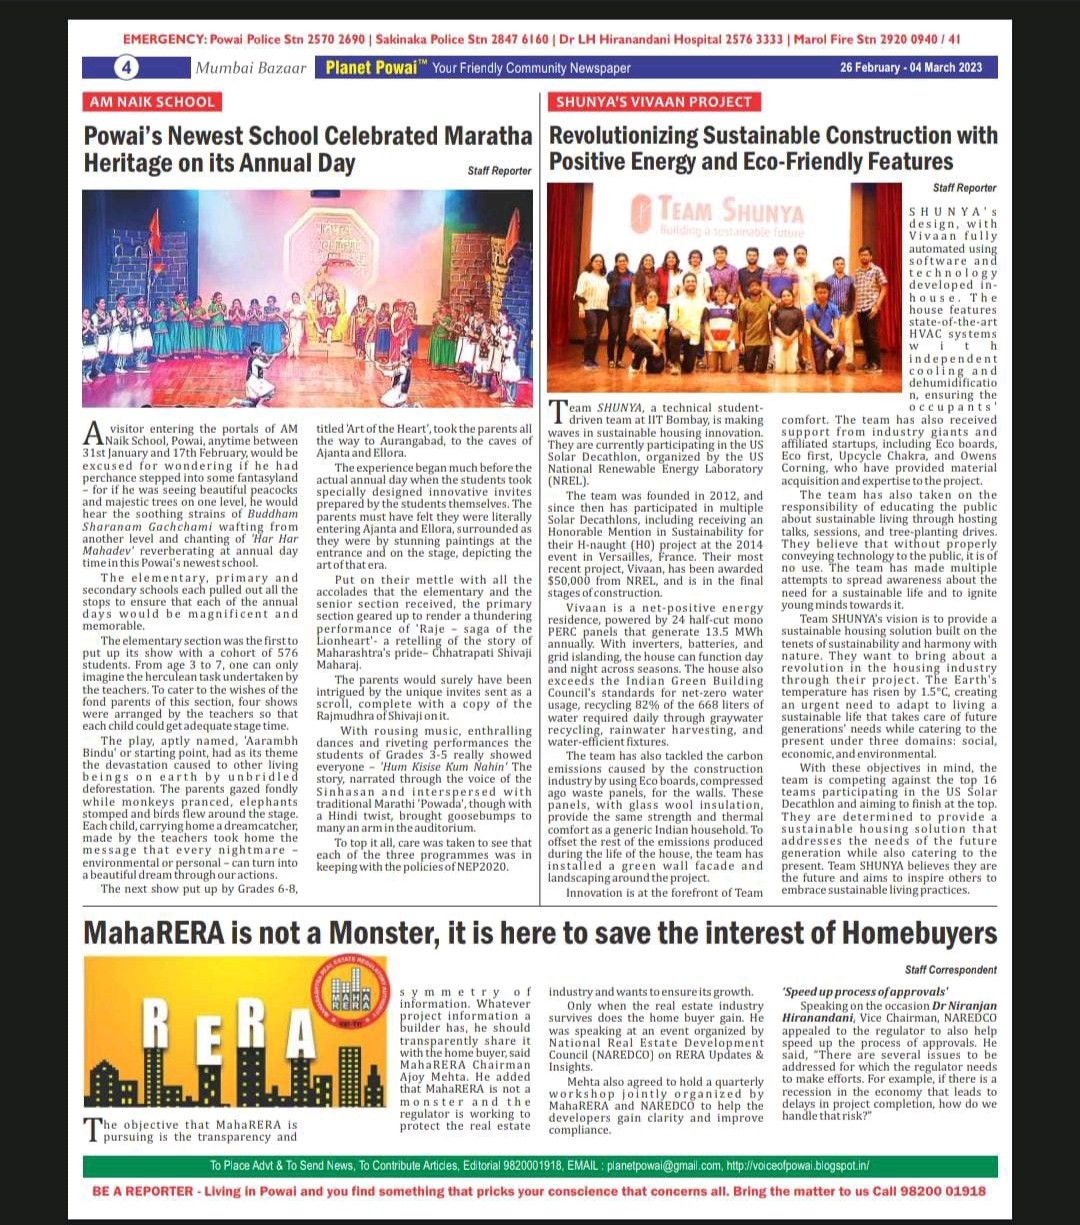 EMERGENCY: Powai Police Stn 2570 2690 | Sakinaka Police Stn 2847 6160 | Dr LH Hiranandani Hospital 2576 3333 | Marol Fire Stn 2920 0940 / 41
4 Mumbai Bazaar Planet Powai™ Your Friendly Community Newspaper 26 February - 04 March 2023
AM NAIK SCHOOL
Powai's Newest School Celebrated Maratha
Heritage on its Annual Day
Staff Reporter
A visitor entering the portals of AM
Naik School, Powai, anytime between
31st January and 17th February, would be
excused for wondering if he had
perchance stepped into some fantasyland
– for if he was seeing beautiful peacocks
and majestic trees on one level, he would
hear the soothing strains of Buddham
Sharanam Gachchami wafting from
another level and chanting of 'Har Har
Mahadev' reverberating at annual day
time in this Powai's newest school.
The elementary, primary and
secondary schools each pulled out all the
stops to ensure that each of the annual
days would be magnificent and
memorable.
The elementary section was the first to
put up its show with a cohort of 576
students. From age 3 to 7, one can only
imagine the herculean task undertaken by
the teachers. To cater to the wishes of the
fond parents of this section, four shows
were arranged by the teachers so that
each child could get adequate stage time.
The play, aptly named, 'Aarambh
Bindu' or starting point, had as its theme
the devastation caused to other living
beings on earth by unbridled
deforestation. The parents gazed fondly
while monkeys pranced, elephants
stomped and birds flew around the stage.
Each child, carrying home a dreamcatcher,
made by the teachers took home the
message that every nightmare –
environmental or personal – can turn into
a beautiful dream through our actions.
The next show put up by Grades 6-8,
titled 'Art of the Heart', took the parents all
the way to Aurangabad, to the caves of
Ajanta and Ellora.
The experience began much before the
actual annual day when the students took
specially designed innovative invites
prepared by the students themselves. The
parents must have felt they were literally
entering Ajanta and Ellora, surrounded as
they were by stunning paintings at the
entrance and on the stage, depicting the
art of that era.
Put on their mettle with all the
accolades that the elementary and the
senior section received, the primary
section geared up to render a thundering
performance of 'Raje – saga of the
Lionheart'- a retelling of the story of
Maharashtra's pride– Chhatrapati Shivaji
Maharaj.
The parents would surely have been
intrigued by the unique invites sent as a
scroll, complete with a copy of the
Rajmudhra of Shivaji on it.
With rousing music, enthralling
dances and riveting performances the
students of Grades 3-5 really showed
everyone – 'Hum Kisise Kum Nahin' The
story, narrated through the voice of the
Sinhasan and interspersed with
traditional Marathi 'Powada', though with
a Hindi twist, brought goosebumps to
many an arm in the auditorium.
To top it all, care was taken to see that
each of the three programmes was in
keeping with the policies of NEP2020.
SHUNYA'S VIVAAN PROJECT
Revolutionizing Sustainable Construction with
Positive Energy and Eco-Friendly Features
Staff Reporter
TEAM SHUNYA
Building a sustainable future
Team SHUNYA, a technical student-
driven team at IIT Bombay, is making
waves in sustainable housing innovation.
They are currently participating in the US
Solar Decathlon, organized by the US
National Renewable Energy Laboratory
(NREL).
The team was founded in 2012, and
since then has participated in multiple
Solar Decathlons, including receiving an
Honorable Mention in Sustainability for
their H-naught (H0) project at the 2014
event in Versailles, France. Their most
recent project, Vivaan, has been awarded
$50,000 from NREL, and is in the final
stages of construction.
Vivaan is a net-positive energy
residence, powered by 24 half-cut mono
PERC panels that generate 13.5 MWh
annually. With inverters, batteries, and
grid islanding, the house can function day
and night across seasons. The house also
exceeds the Indian Green Building
Council's standards for net-zero water
usage, recycling 82% of the 668 liters of
water required daily through graywater
recycling, rainwater harvesting, and
water-efficient fixtures.
The team has also tackled the carbon
emissions caused by the construction
industry by using Eco boards, compressed
ago waste panels, for the walls. These
panels, with glass wool insulation,
provide the same strength and thermal
comfort as a generic Indian household. To
offset the rest of the emissions produced
during the life of the house, the team has
installed a green wall facade and
landscaping around the project.
Innovation is at the forefront of Team
SHUNYA's
design, with
Vivaan fully
automated using
software and
technology
developed in-
house. The
house features
state-of-the-art
HVAC systems
with
independent
cooling and
dehumidificatio
n, ensuring the
occupants'
comfort. The team has also received
support from industry giants and
affiliated startups, including Eco boards,
Eco first, Upcycle Chakra, and Owens
Corning, who have provided material
acquisition and expertise to the project.
The team has also taken on the
responsibility of educating the public
about sustainable living through hosting
talks, sessions, and tree-planting drives.
They believe that without properly
conveying technology to the public, it is of
no use. The team has made multiple
attempts to spread awareness about the
need for a sustainable life and to ignite
young minds towards it.
Team SHUNYA's vision is to provide a
sustainable housing solution built on the
tenets of sustainability and harmony with
nature. They want to bring about a
revolution in the housing industry
through their project. The Earth's
temperature has risen by 1.5°C, creating
an urgent need to adapt to living a
sustainable life that takes care of future
generations' needs while catering to the
present under three domains: social,
economic, and environmental.
With these objectives in mind, the
team is competing against the top 16
teams participating in the US Solar
Decathlon and aiming to finish at the top.
They are determined to provide a
sustainable housing solution that
addresses the needs of the future
generation while also catering to the
present. Team SHUNYA believes they are
the future and aims to inspire others to
embrace sustainable living practices.
MahaRERA is not a Monster, it is here to save the interest of Homebuyers
Staff Correspondent
RERA
MAHA
RERA
The objective that MahaRERA is
pursuing is the transparency and
symmetry of
information. Whatever
project information a
builder has, he should
transparently share it
with the home buyer, said
MahaRERA Chairman
Ajoy Mehta. He added
that MahaRERA is not a
monster and the
regulator is working to
protect the real estate
industry and wants to ensure its growth.
Only when the real estate industry
survives does the home buyer gain. He
was speaking at an event organized by
National Real Estate Development
Council (NAREDCO) on RERA Updates &
Insights.
Mehta also agreed to hold a quarterly
workshop jointly organized by
MahaRERA and NAREDCO to help the
developers gain clarity and improve
compliance.
'Speed up process of approvals'
Speaking on the occasion Dr Niranjan
Hiranandani, Vice Chairman, NAREDCO
appealed to the regulator to also help
speed up the process of approvals. He
said, "There are several issues to be
addressed for which the regulator needs
to make efforts. For example, if there is a
recession in the economy that leads to
delays in project completion, how do we
handle that risk?"
To Place Advt & To Send News, To Contribute Articles, Editorial 9820001918, EMAIL : planetpowai@gmail.com, http://voiceofpowai.blogspot.in/
BE A REPORTER - Living in Powai and you find something that pricks your conscience that concerns all. Bring the matter to us Call 98200 01918